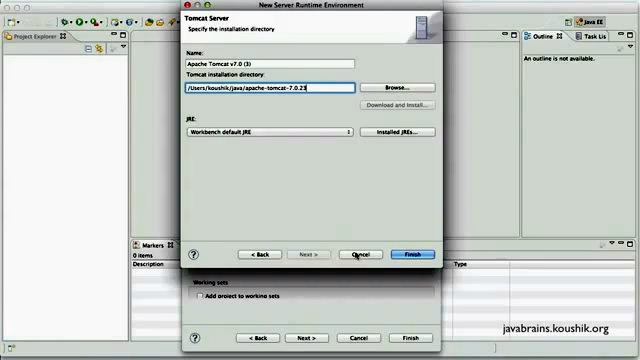 New Server Runtime Environment
Tomcat Server
Specify the installation directory
Name:
Apache Tomcat v7.0 (3)
Tomcat installation directory:
/Users/koushik/java/apache-tomcat-7.0.23
Browse...
Download and Install...
JRE:
Workbench default JRE
Installed JREs...
? < Back Next > Cancel Finish
Java EE
Project Explorer
Outline
Task Lis
An outline is not available.
Markers
0 items
Description
Type
Working sets
Add project to working sets
? < Back Next > Cancel Finish
javabrains.koushik.org